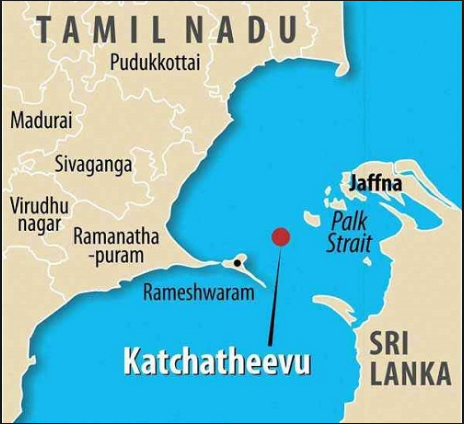 TAMIL NADU
Pudukkottai
Madurai
Sivaganga
Jaffna
Virudhu
nagar
Palk
Strait
Ramanatha
-puram
Rameshwaram
Katchatheevu
SRI
LANKA